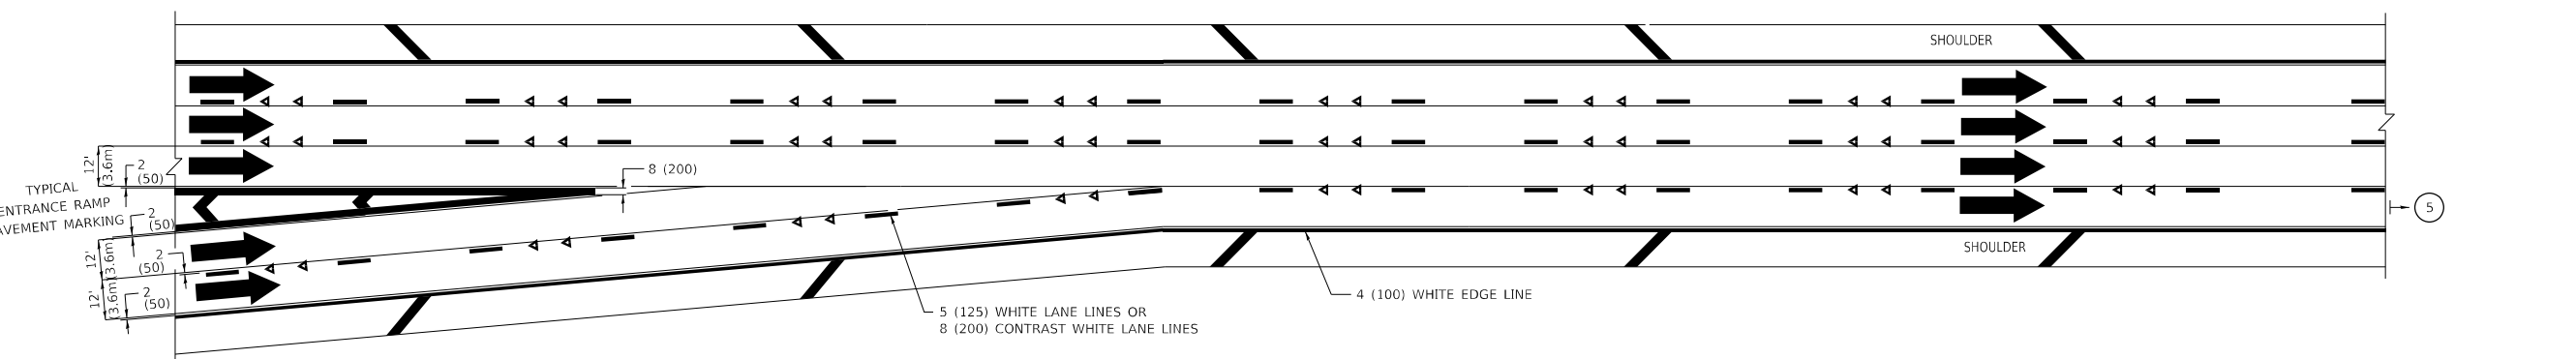 SHOULDER
12'
(3.6m)
2
(50)
8 (200)
TYPICAL
ENTRANCE RAMP
PAVEMENT MARKING
2
(50)
5
12'
(3.6m)
2
(50)
SHOULDER
12'
(3.6m)
2
(50)
4 (100) WHITE EDGE LINE
5 (125) WHITE LANE LINES OR
8 (200) CONTRAST WHITE LANE LINES